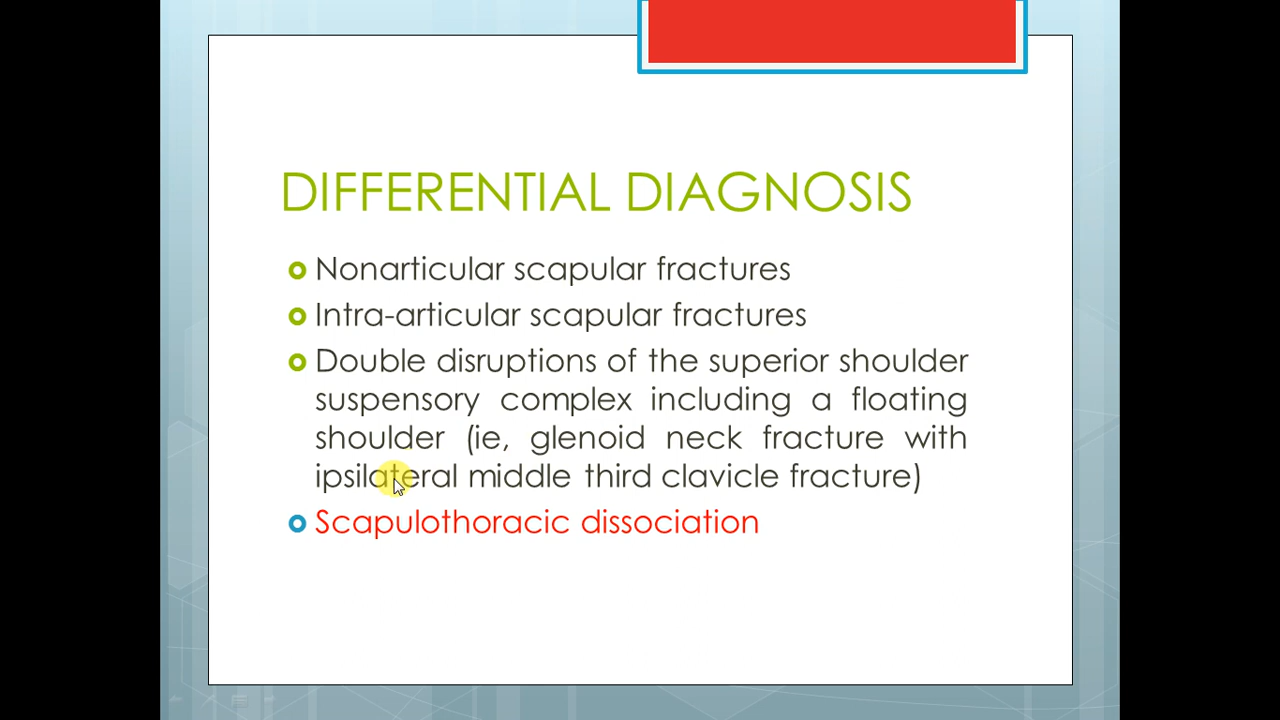 DIFFERENTIAL DIAGNOSIS
Nonarticular scapular fractures
Intra-articular scapular fractures
Double disruptions of the superior shoulder
suspensory complex including a floating
shoulder (ie, glenoid neck fracture with
ipsilateral middle third clavicle fracture)
Scapulothoracic dissociation